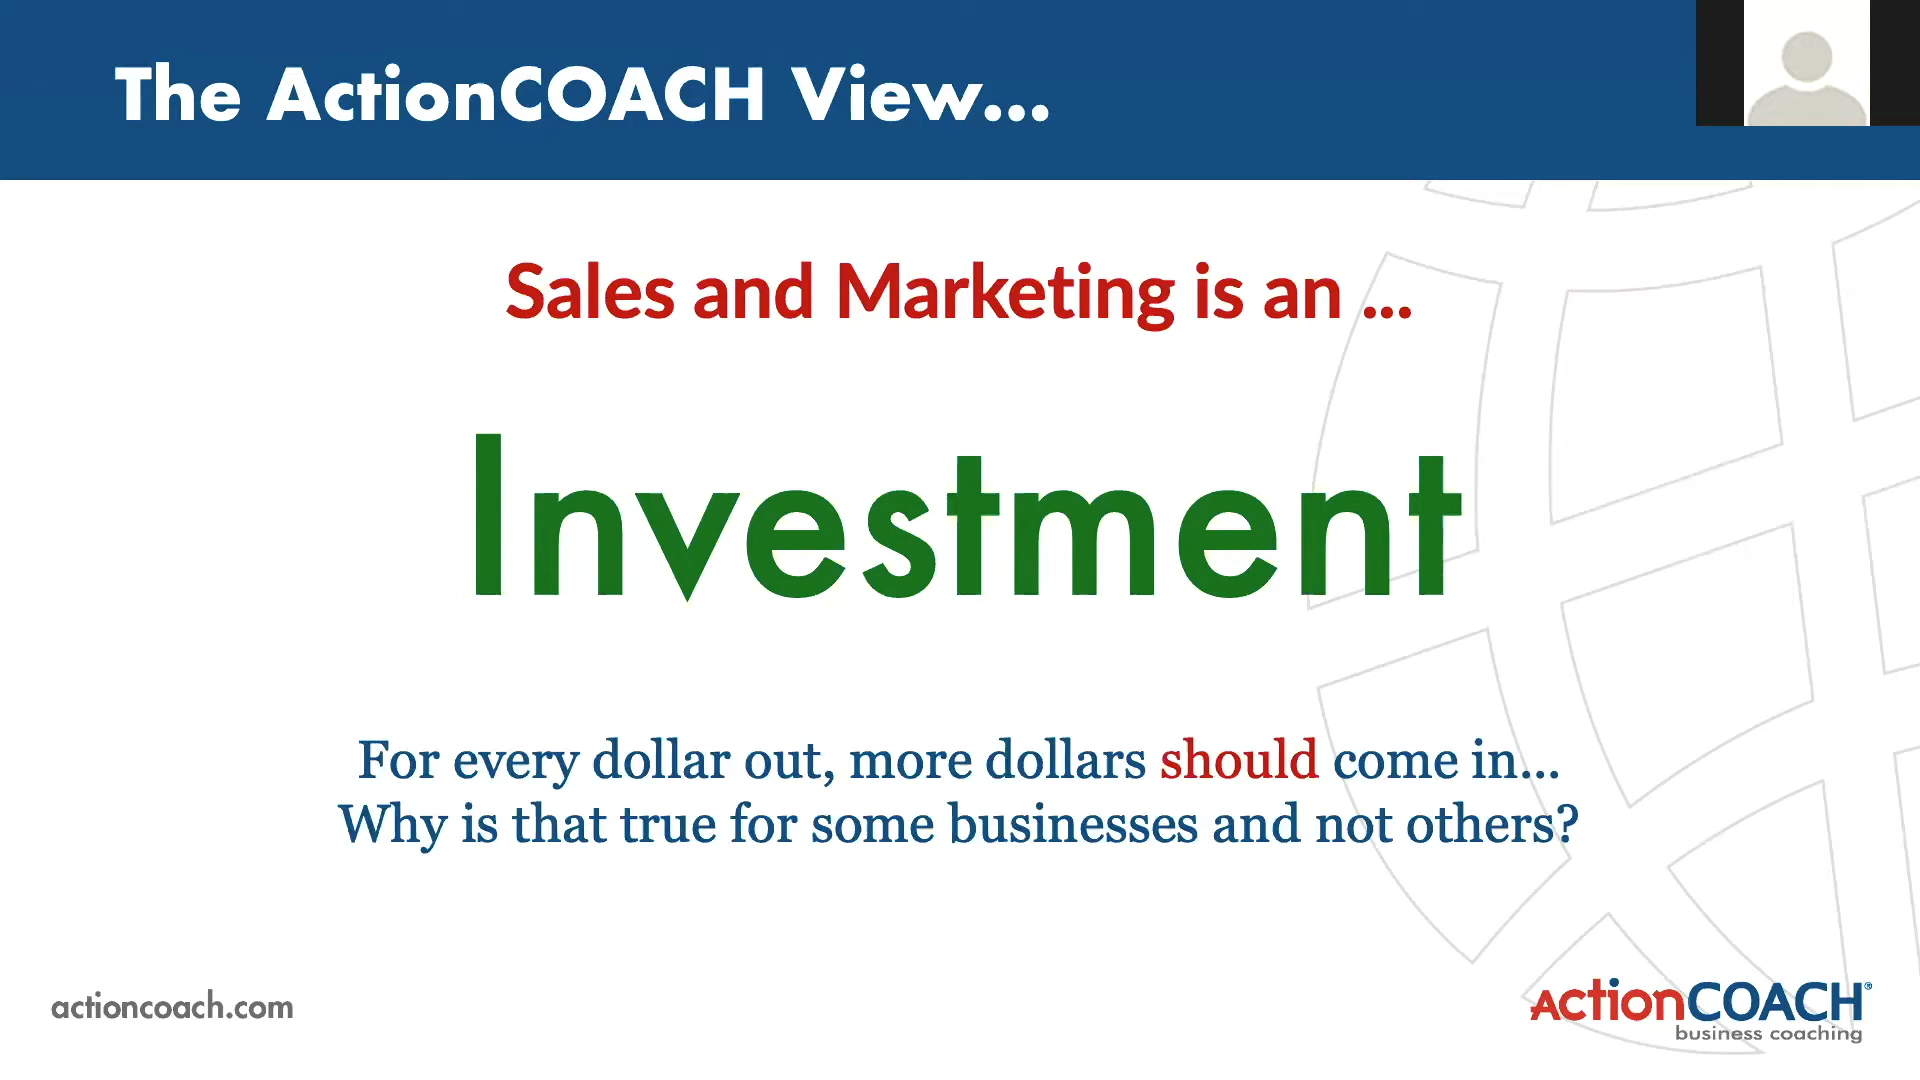 The ActionCOACH View...
Sales and Marketing is an ...
Investment
For every dollar out, more dollars should come in...
Why is that true for some businesses and not others?
actioncoach.com
ActionCOACH®
business coaching